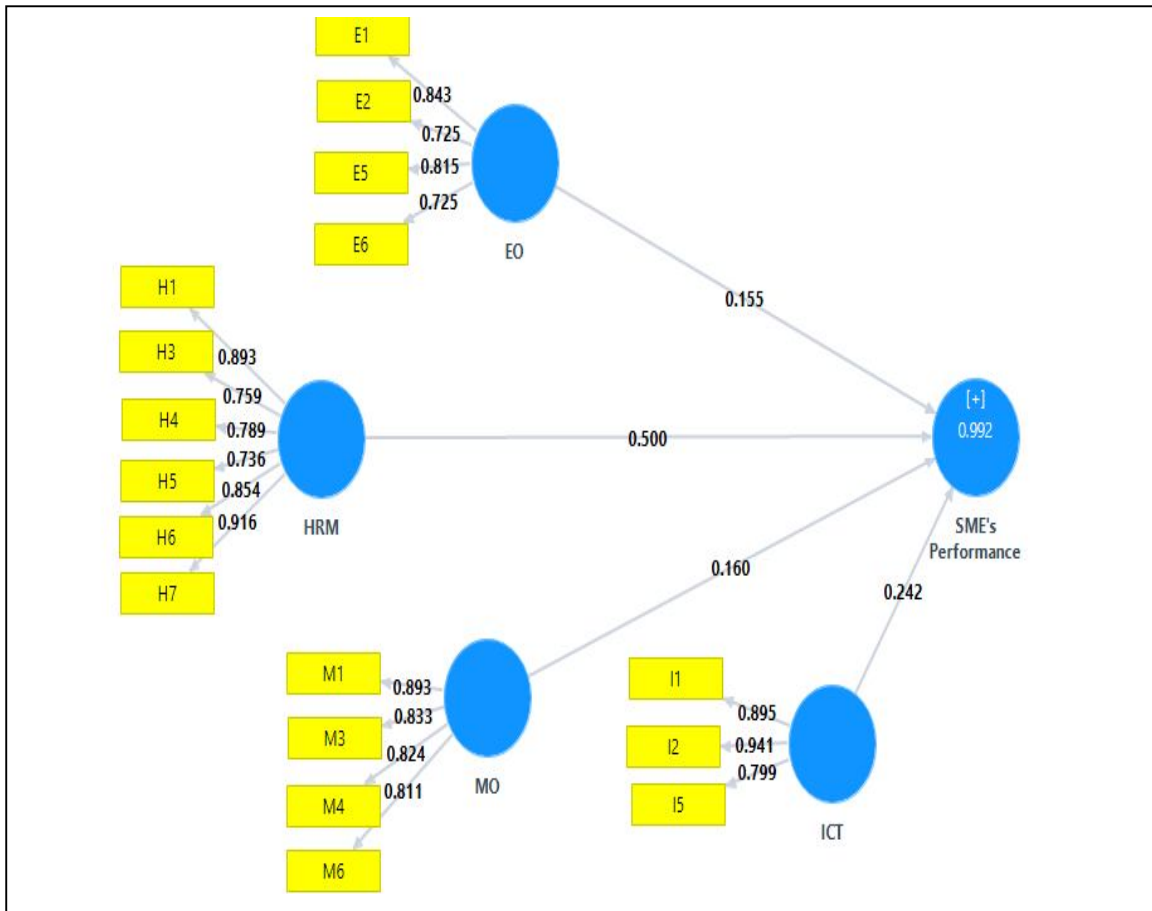 E1
0.843
E2
0.725
E5
0.815
0.725
E6
EO
H1
0.155
H3
0.893
0.759
H4
0.789
0.736
H5
0.854
H6
0.916
H7
HRM
0.500
[+]
0.992
SME's
Performance
0.160
0.242
M1
0.893
M3
0.833
0.824
M4
0.811
M6
MO
I1
0.895
I2
0.941
0.799
I5
ICT